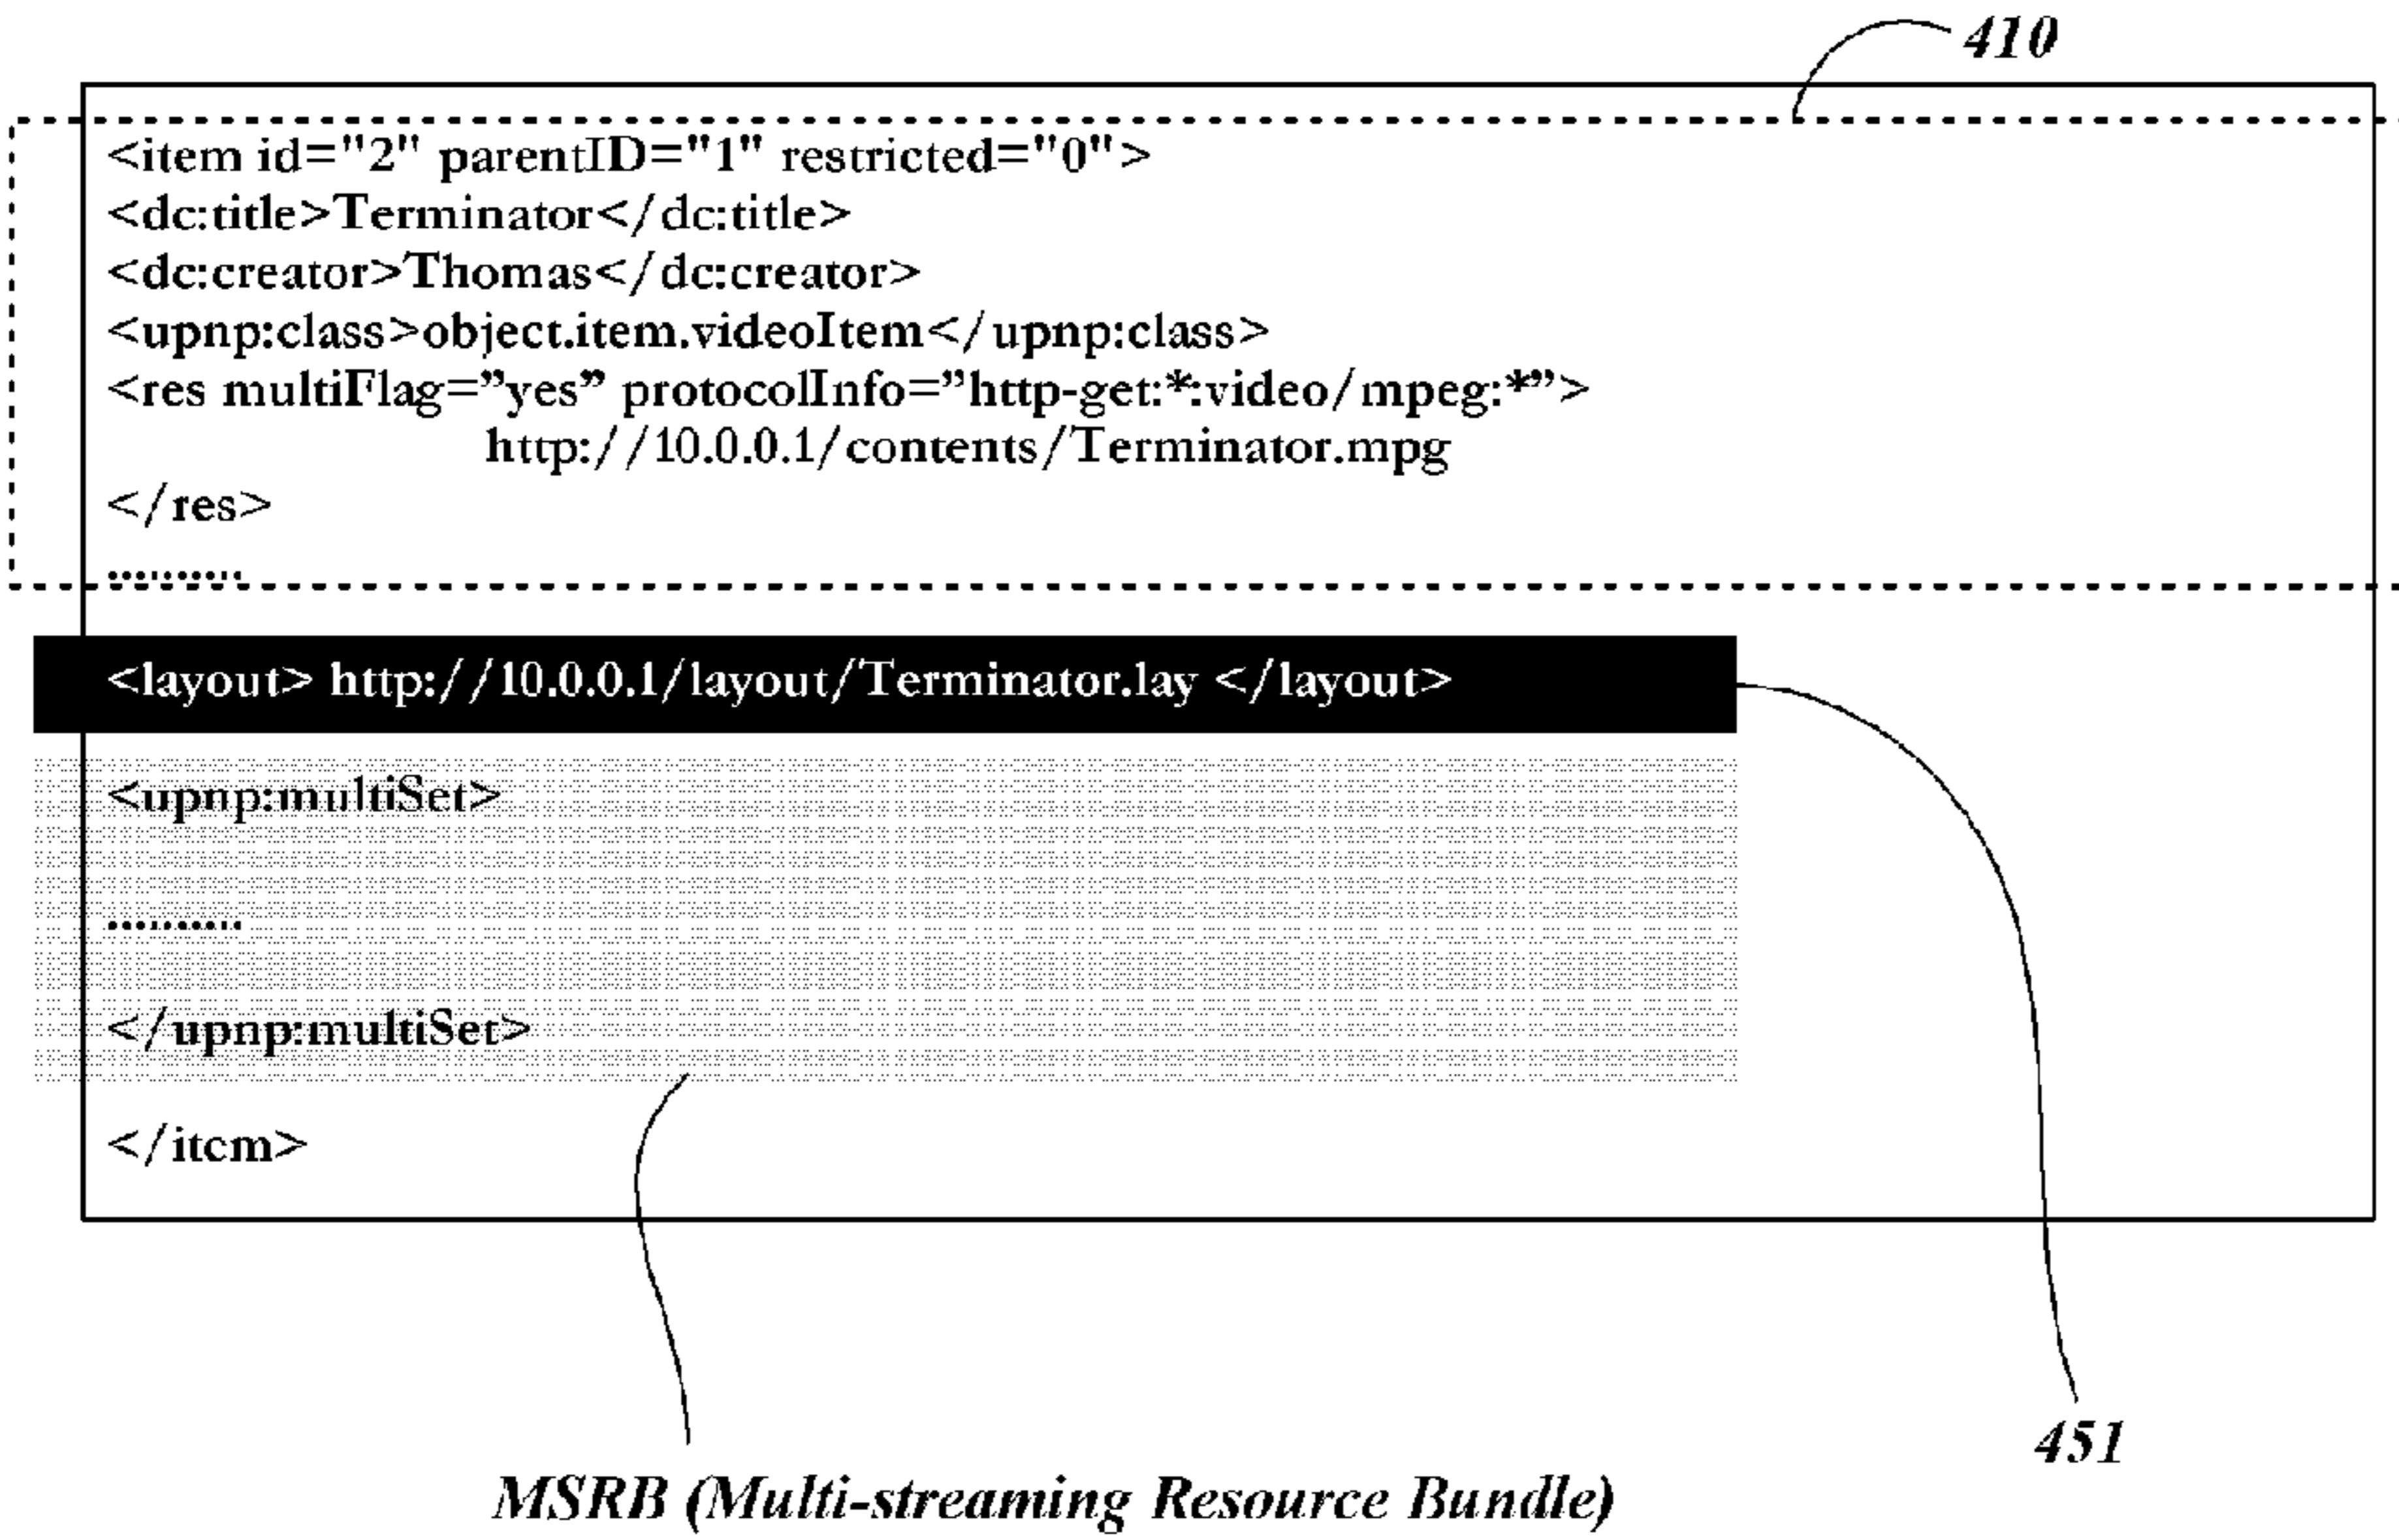 410
<item id="2" parentID="1" restricted="0">
<dc:title>Terminator</dc:title>
<dc:creator>Thomas</dc:creator>
<upnp:class>object.item.videoItem</upnp:class>
<res multiFlag=”yes” protocolInfo=”http-get:*:video/mpeg:*”>
http://10.0.0.1/contents/Terminator.mpg
</res>
..........
<layout> http://10.0.0.1/layout/Terminator.lay </layout>
<upnp:multiSet>
..........
</upnp:multiSet>
</item>
451
MSRB (Multi-streaming Resource Bundle)